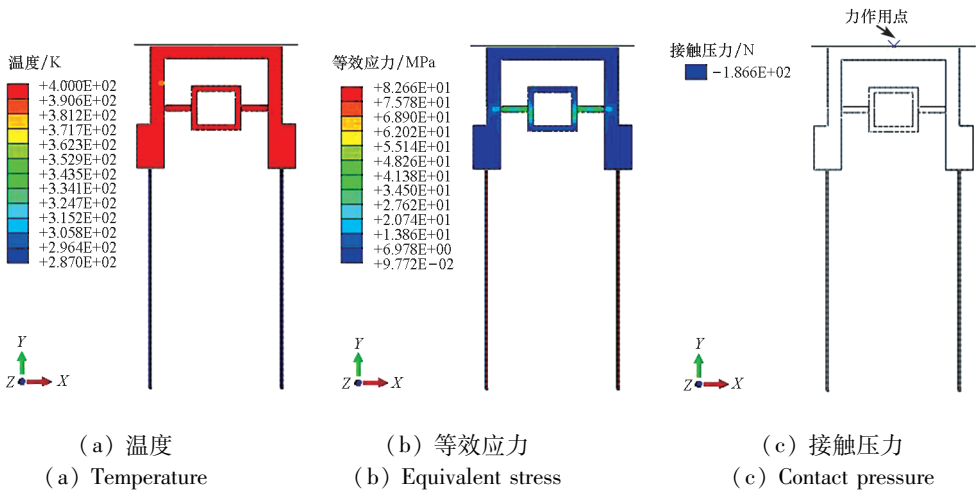 温度/K
+4.000E+02
+3.906E+02
+3.812E+02
+3.717E+02
+3.623E+02
+3.529E+02
+3.435E+02
+3.341E+02
+3.247E+02
+3.152E+02
+3.058E+02
+2.964E+02
+2.870E+02
Y
Z
X
等效应力/MPa
+8.266E+01
+7.578E+01
+6.890E+01
+6.202E+01
+5.514E+01
+4.826E+01
+4.138E+01
+3.450E+01
+2.762E+01
+2.074E+01
+1.386E+01
+6.978E+00
+9.772E-02
Y
Z
X
力作用点
接触压力/N
-1.866E+02
Y
Z
X
(a) 温度
(a) Temperature
(b) 等效应力
(b) Equivalent stress
(c) 接触压力
(c) Contact pressure